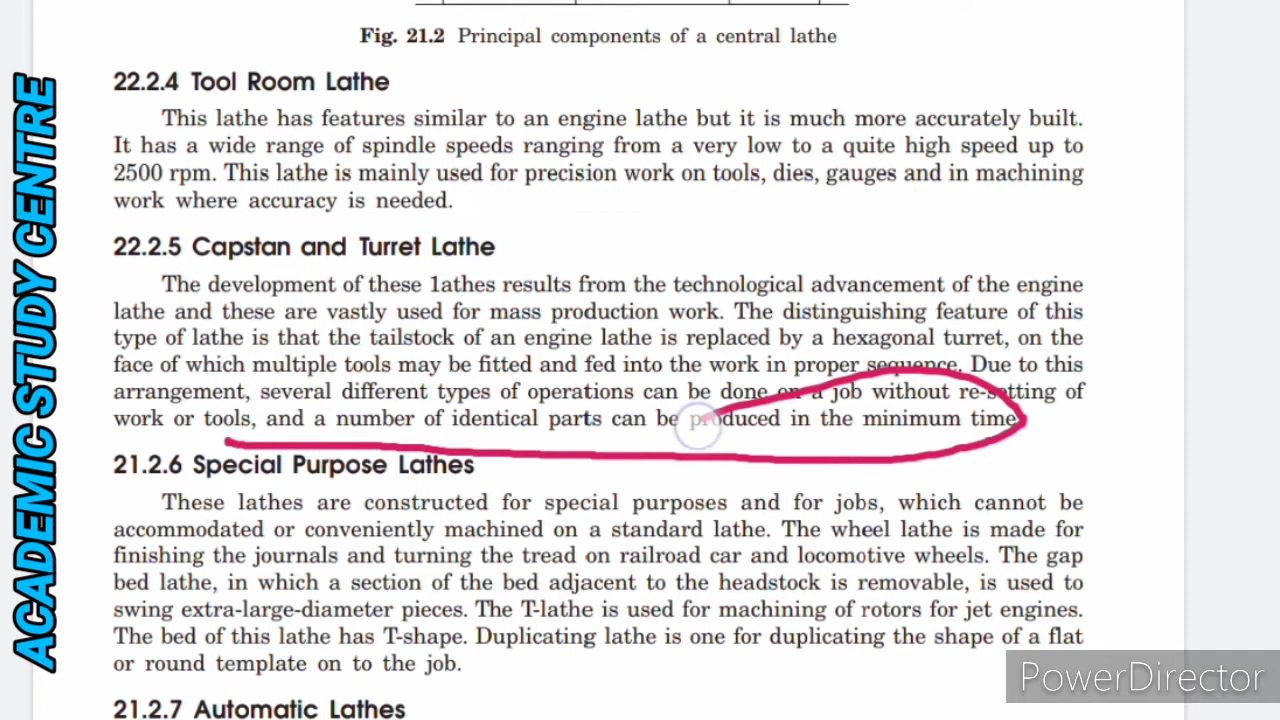 Fig. 21.2 Principal components of a central lathe
22.2.4 Tool Room Lathe
This lathe has features similar to an engine lathe but it is much more accurately built.
It has a wide range of spindle speeds ranging from a very low to a quite high speed up to
2500 rpm. This lathe is mainly used for precision work on tools, dies, gauges and in machining
work where accuracy is needed.
22.2.5 Capstan and Turret Lathe
The development of these 1athes results from the technological advancement of the engine
lathe and these are vastly used for mass production work. The distinguishing feature of this
type of lathe is that the tailstock of an engine lathe is replaced by a hexagonal turret, on the
face of which multiple tools may be fitted and fed into the work in proper sequence. Due to this
arrangement, several different types of operations can be done on a job without re-setting of
work or tools, and a number of identical parts can be produced in the minimum time.
21.2.6 Special Purpose Lathes
These lathes are constructed for special purposes and for jobs, which cannot be
accommodated or conveniently machined on a standard lathe. The wheel lathe is made for
finishing the journals and turning the tread on railroad car and locomotive wheels. The gap
bed lathe, in which a section of the bed adjacent to the headstock is removable, is used to
swing extra-large-diameter pieces. The T-lathe is used for machining of rotors for jet engines.
The bed of this lathe has T-shape. Duplicating lathe is one for duplicating the shape of a flat
or round template on to the job.
21.2.7 Automatic Lathes
ACADEMIC STUDY CENTRE
PowerDirector